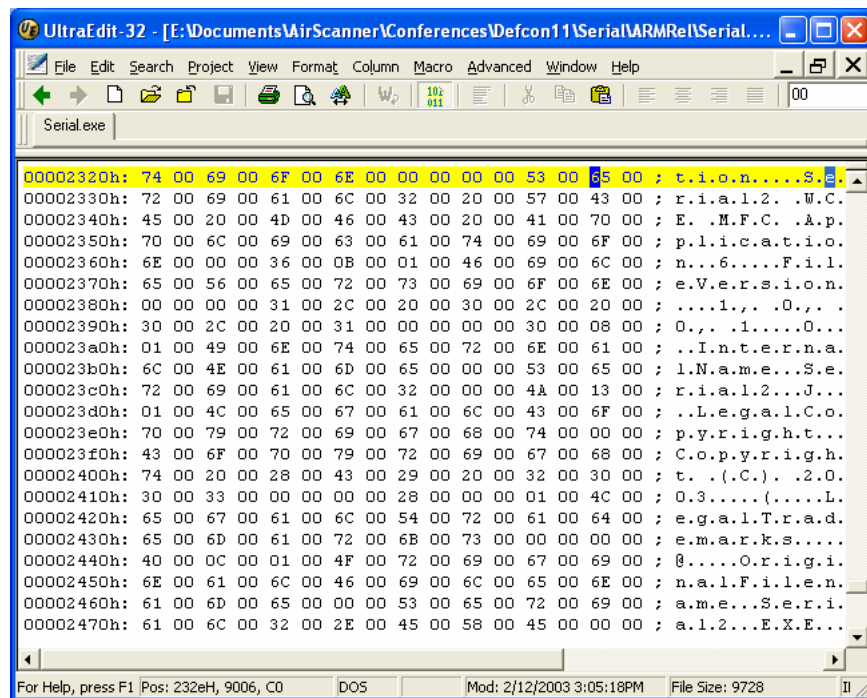 UltraEdit-32 - [E:\Documents\AirScanner\Conferences\Defcon11\Serial\ARMRel\Serial....
File Edit Search Project View Format Column Macro Advanced Window Help
00
Serial.exe
00002320h: 74 00 69 00 6F 00 6E 00 00 00 00 00 53 00 65 00 ; t.i.o.n.....S.e.
00002330h: 72 00 69 00 61 00 6C 00 32 00 20 00 57 00 43 00 ; r.i.a.l.2. .W.C.
00002340h: 45 00 20 00 4D 00 46 00 43 00 20 00 41 00 70 00 ; E. .M.F.C. .A.p.
00002350h: 70 00 6C 00 69 00 63 00 61 00 74 00 69 00 6F 00 ; p.l.i.c.a.t.i.o.
00002360h: 6E 00 00 00 36 00 0B 00 01 00 46 00 69 00 6C 00 ; n...6.....F.i.l.
00002370h: 65 00 56 00 65 00 72 00 73 00 69 00 6F 00 6E 00 ; e.V.e.r.s.i.o.n.
00002380h: 00 00 00 00 31 00 2C 00 20 00 30 00 2C 00 20 00 ; ....1.,. .0.,. .
00002390h: 30 00 2C 00 20 00 31 00 00 00 00 00 30 00 08 00 ; 0.,. .1.....0...
000023a0h: 01 00 49 00 6E 00 74 00 65 00 72 00 6E 00 61 00 ; ..I.n.t.e.r.n.a.
000023b0h: 6C 00 4E 00 61 00 6D 00 65 00 00 00 53 00 65 00 ; l.N.a.m.e...S.e.
000023c0h: 72 00 69 00 61 00 6C 00 32 00 00 00 4A 00 13 00 ; r.i.a.l.2...J...
000023d0h: 01 00 4C 00 65 00 67 00 61 00 6C 00 43 00 6F 00 ; ..L.e.g.a.l.C.o.
000023e0h: 70 00 79 00 72 00 69 00 67 00 68 00 74 00 00 00 ; p.y.r.i.g.h.t...
000023f0h: 43 00 6F 00 70 00 79 00 72 00 69 00 67 00 68 00 ; C.o.p.y.r.i.g.h.
00002400h: 74 00 20 00 28 00 43 00 29 00 20 00 32 00 30 00 ; t. .(.C.). .2.0.
00002410h: 30 00 33 00 00 00 00 00 28 00 00 00 01 00 4C 00 ; 0.3.....(.....L.
00002420h: 65 00 67 00 61 00 6C 00 54 00 72 00 61 00 64 00 ; e.g.a.l.T.r.a.d.
00002430h: 65 00 6D 00 61 00 72 00 6B 00 73 00 00 00 00 00 ; e.m.a.r.k.s.....
00002440h: 40 00 0C 00 01 00 4F 00 72 00 69 00 67 00 69 00 ; @.....O.r.i.g.i.
00002450h: 6E 00 61 00 6C 00 46 00 69 00 6C 00 65 00 6E 00 ; n.a.l.F.i.l.e.n.
00002460h: 61 00 6D 00 65 00 00 00 53 00 65 00 72 00 69 00 ; a.m.e...S.e.r.i.
00002470h: 61 00 6C 00 32 00 2E 00 45 00 58 00 45 00 00 00 ; a.l.2...E.X.E...
For Help, press F1 Pos: 232eH, 9006, C0 DOS Mod: 2/12/2003 3:05:18PM File Size: 9728